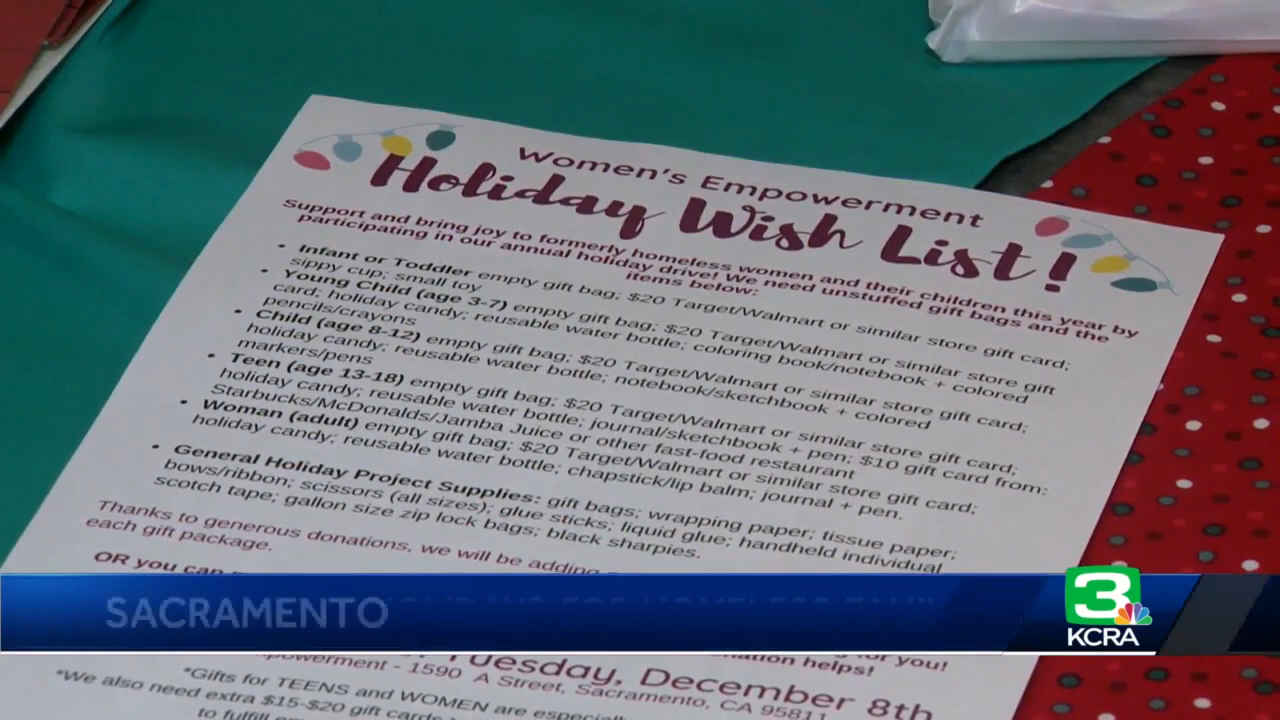 Women's Empowerment
Holiday Wish List!
Support and bring joy to formerly homeless women and their children this year by
participating in our annual holiday drive! We need unstuffed gift bags and the
items below:
• Infant or Toddler empty gift bag; $20 Target/Walmart or similar store gift card;
sippy cup; small toy
• Young Child (age 3-7) empty gift bag; $20 Target/Walmart or similar store gift
card; holiday candy; reusable water bottle; coloring book/notebook + colored
pencils/crayons
• Child (age 8-12) empty gift bag; $20 Target/Walmart or similar store gift card;
holiday candy; reusable water bottle; notebook/sketchbook + colored
markers/pens
• Teen (age 13-18) empty gift bag; $20 Target/Walmart or similar store gift card;
holiday candy; reusable water bottle; journal/sketchbook + pen; $10 gift card from:
Starbucks/McDonalds/Jamba Juice or other fast-food restaurant
• Woman (adult) empty gift bag; $20 Target/Walmart or similar store gift card;
holiday candy; reusable water bottle; chapstick/lip balm; journal + pen.
• General Holiday Project Supplies: gift bags; wrapping paper; tissue paper;
bows/ribbon; scissors (all sizes); glue sticks; liquid glue; handheld individual
scotch tape; gallon size zip lock bags; black sharpies.
Thanks to generous donations, we will be adding
each gift package.
OR you can
SACRAMENTO
3
KCRA
for you!
helps!
Tuesday, December 8th
- 1590 A Street, Sacramento, CA 95811
*Gifts for TEENS and WOMEN are
*We also need extra $15-$20 gift cards
to fulfill